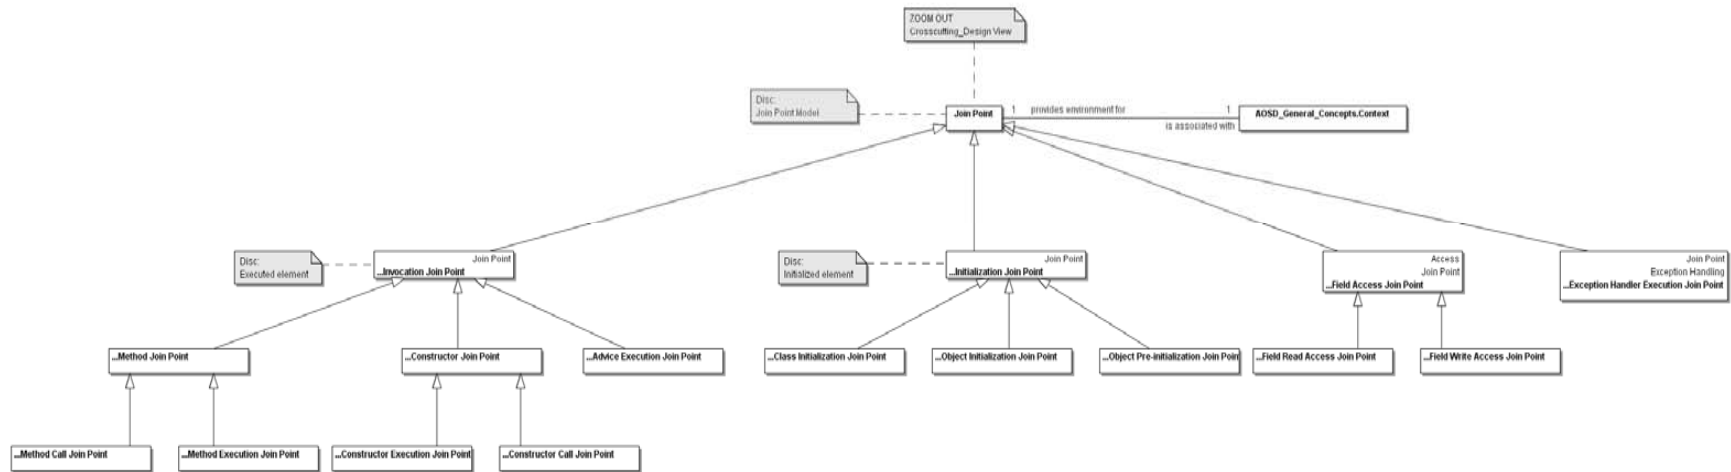 ZOOM OUT
Crosscutting_Design View
Disc:
Join Point Model
Join Point
1
provides environment for
1
is associated with
AOSD_General_Concepts.Context
Disc:
Executed element
Join Point
...Invocation Join Point
Disc:
Initialized element
Join Point
...Initialization Join Point
Access
Join Point
...Field Access Join Point
Join Point
Exception Handling
...Exception Handler Execution Join Point
...Method Join Point
...Constructor Join Point
...Advice Execution Join Point
...Class Initialization Join Point
...Object Initialization Join Point
...Object Pre-initialization Join Poin
...Field Read Access Join Point
...Field Write Access Join Point
...Method Call Join Point
...Method Execution Join Point
...Constructor Execution Join Point
...Constructor Call Join Point